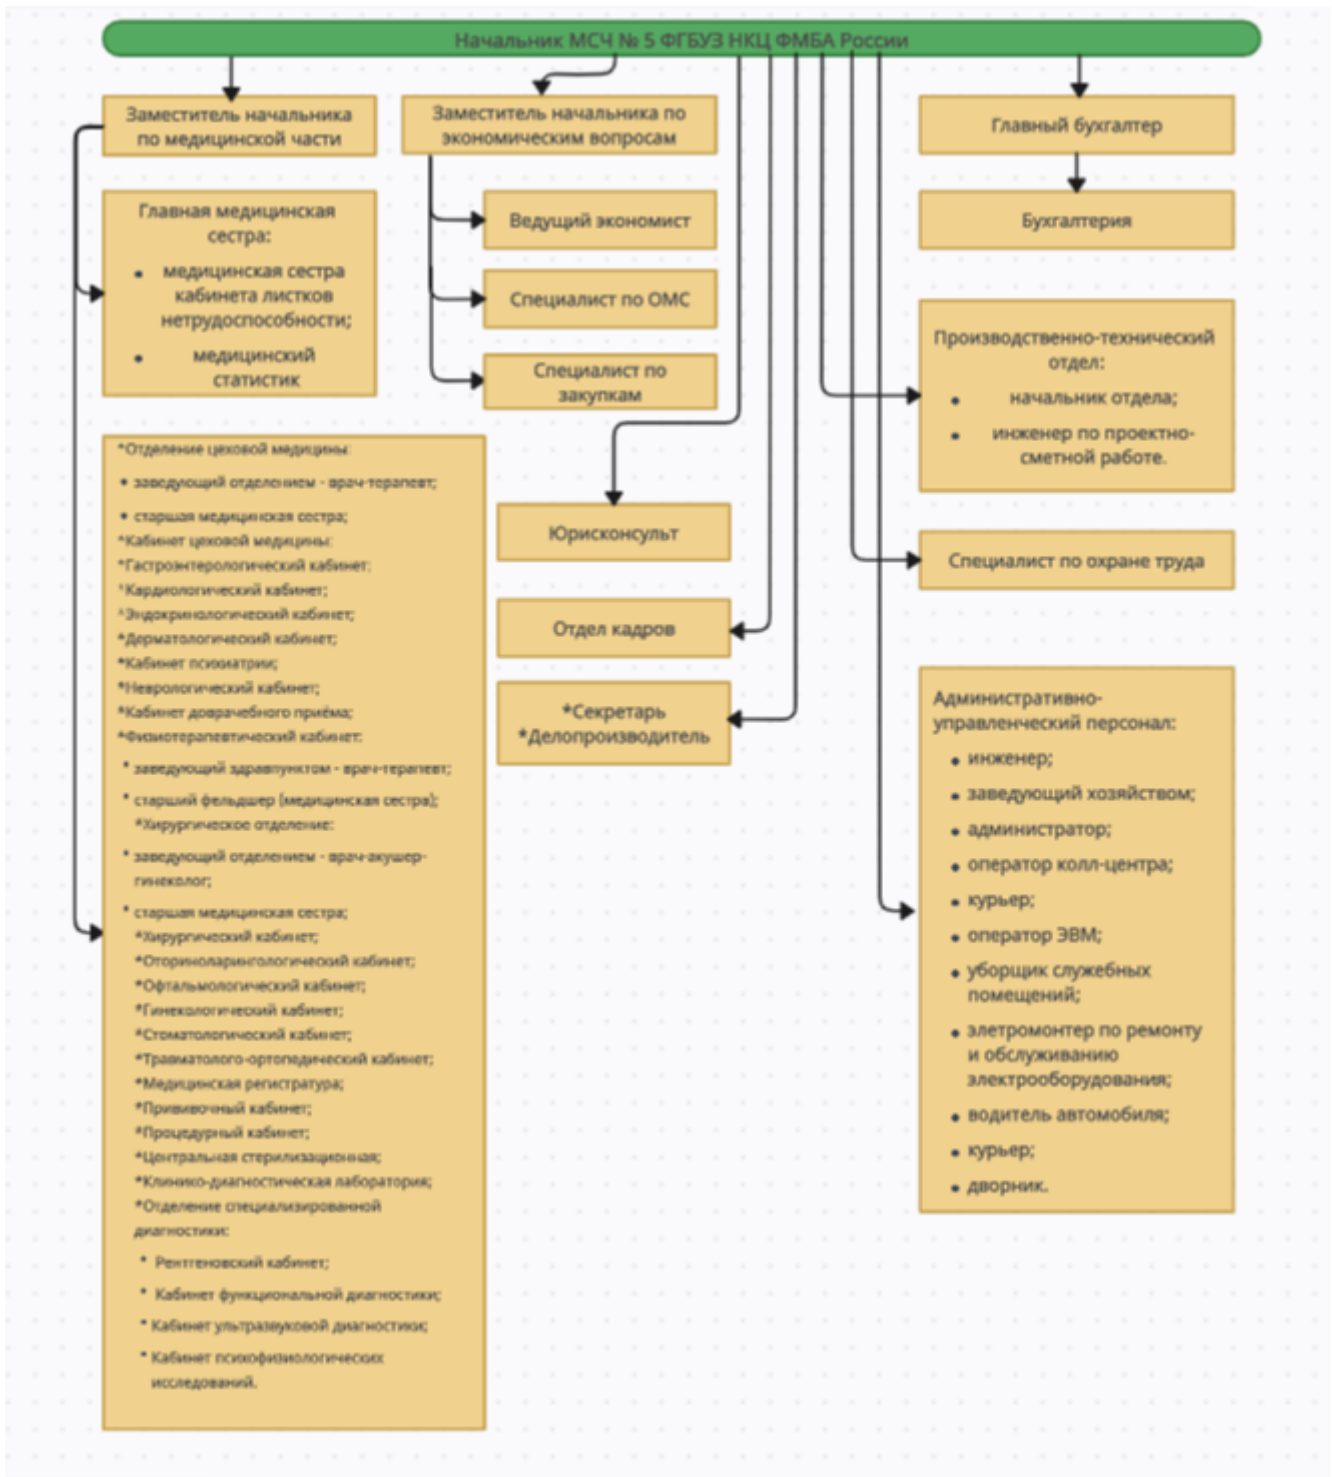 Начальник МСЧ № 5 ФГБУЗ НКЦ ФМБА России
Заместитель начальника
по медицинской части
Главная медицинская
сестра:
• медицинская сестра
кабинета листков
нетрудоспособности;
• медицинский
статистик
*Отделение цеховой медицины:
• заведующий отделением - врач-терапевт;
• старшая медицинская сестра;
*Кабинет цеховой медицины:
*Гастроэнтерологический кабинет:
*Кардиологический кабинет;
*Эндокринологический кабинет;
*Дерматологический кабинет;
*Кабинет психиатрии;
*Неврологический кабинет;
*Кабинет доврачебного приёма;
*Физиотерапевтический кабинет:
* заведующий здравпунктом - врач-терапевт;
* старший фельдшер (медицинская сестра);
*Хирургическое отделение:
* заведующий отделением - врач-акушер-
гинеколог;
* старшая медицинская сестра;
*Хирургический кабинет;
*Оториноларингологический кабинет;
*Офтальмологический кабинет;
*Гинекологический кабинет;
*Стоматологический кабинет;
*Травматолого-ортопедический кабинет;
*Медицинская регистратура;
*Прививочный кабинет;
*Процедурный кабинет;
*Центральная стерилизационная;
*Клинико-диагностическая лаборатория;
*Отделение специализированной
диагностики:
* Рентгеновский кабинет;
* Кабинет функциональной диагностики;
* Кабинет ультразвуковой диагностики;
* Кабинет психофизиологических
исследований.
Заместитель начальника по
экономическим вопросам
Ведущий экономист
Специалист по ОМС
Специалист по
закупкам
Юрисконсульт
Отдел кадров
*Секретарь
*Делопроизводитель
Главный бухгалтер
Бухгалтерия
Производственно-технический
отдел:
• начальник отдела;
• инженер по проектно-
сметной работе.
Специалист по охране труда
Административно-
управленческий персонал:
• инженер;
• заведующий хозяйством;
• администратор;
• оператор колл-центра;
• курьер;
• оператор ЭВМ;
• уборщик служебных
помещений;
• элетромонтер по ремонту
и обслуживанию
электрооборудования;
• водитель автомобиля;
• курьер;
• дворник.